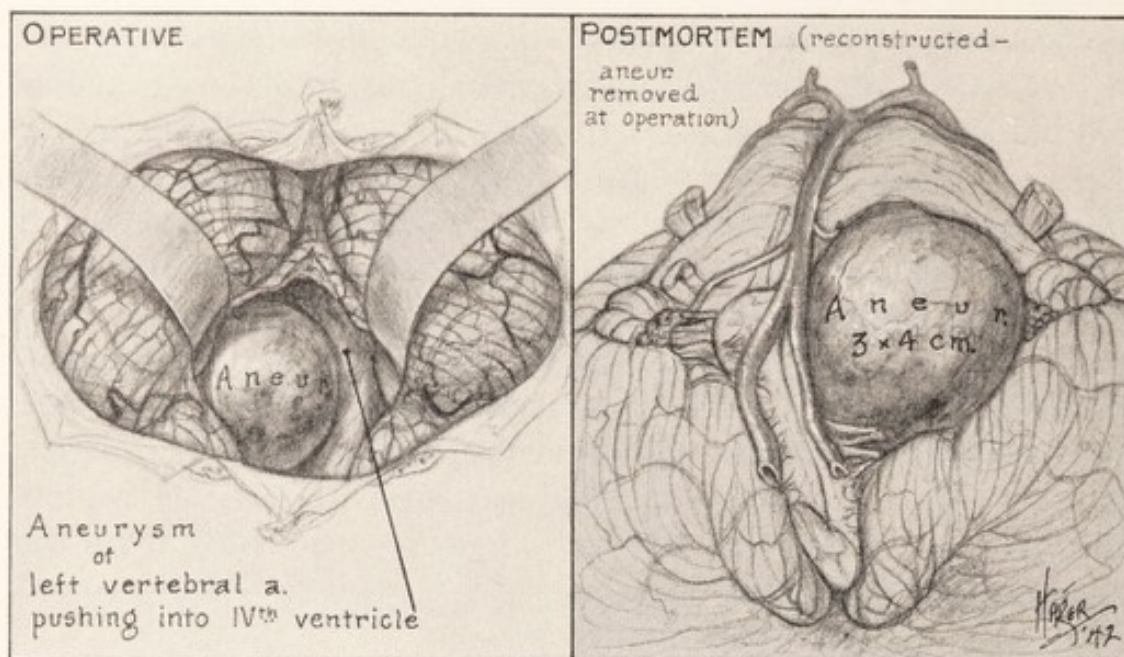 OPERATIVE
Aneur.
Aneurysm
of
left vertebral a.
pushing into IVth ventricle
POSTMORTEM (reconstructed-
aneur.
removed
at operation)
Aneur.
3 x 4 cm.
'42